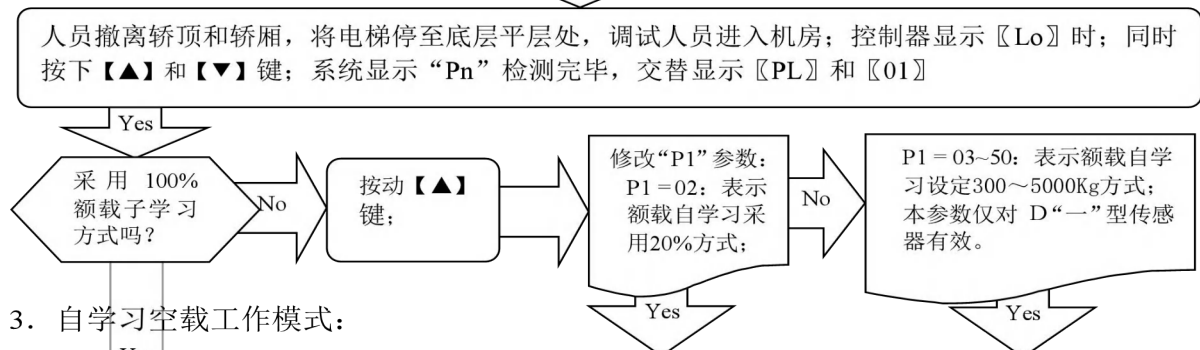 人员撤离轿顶和轿厢，将电梯停至底层平层处，调试人员进入机房；控制器显示〖Lo〗时；同时
按下【▲】和【▼】键；系统显示“Pn”检测完毕，交替显示〖PL〗和〖01〗
Yes
采用 100%
额载子学习
方式吗？
No
按动【▲】
键；
修改“P1”参数：
P1＝02：表示
额载自学习采
用20%方式；
No
P1＝03~50：表示额载自学
习设定300～5000Kg方式；
本参数仅对 D“一”型传感
器有效。
Yes
Yes
3．自学习空载工作模式：